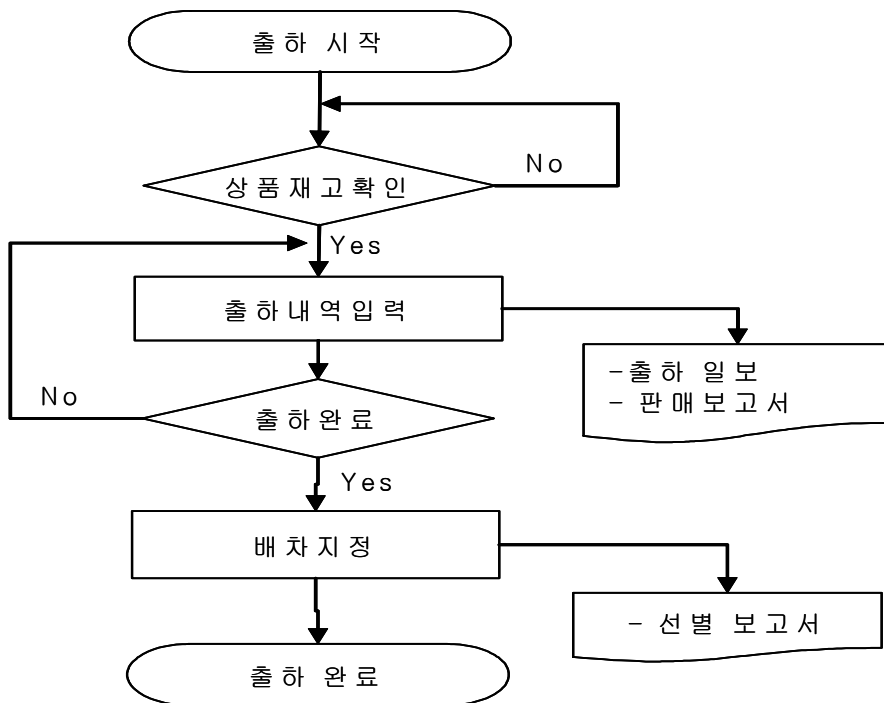 출하 시작
No
상품재고확인
Yes
출하내역입력
-출하 일보
- 판매보고서
No
출하완료
Yes
배차지정
- 선별 보고서
출하 완료